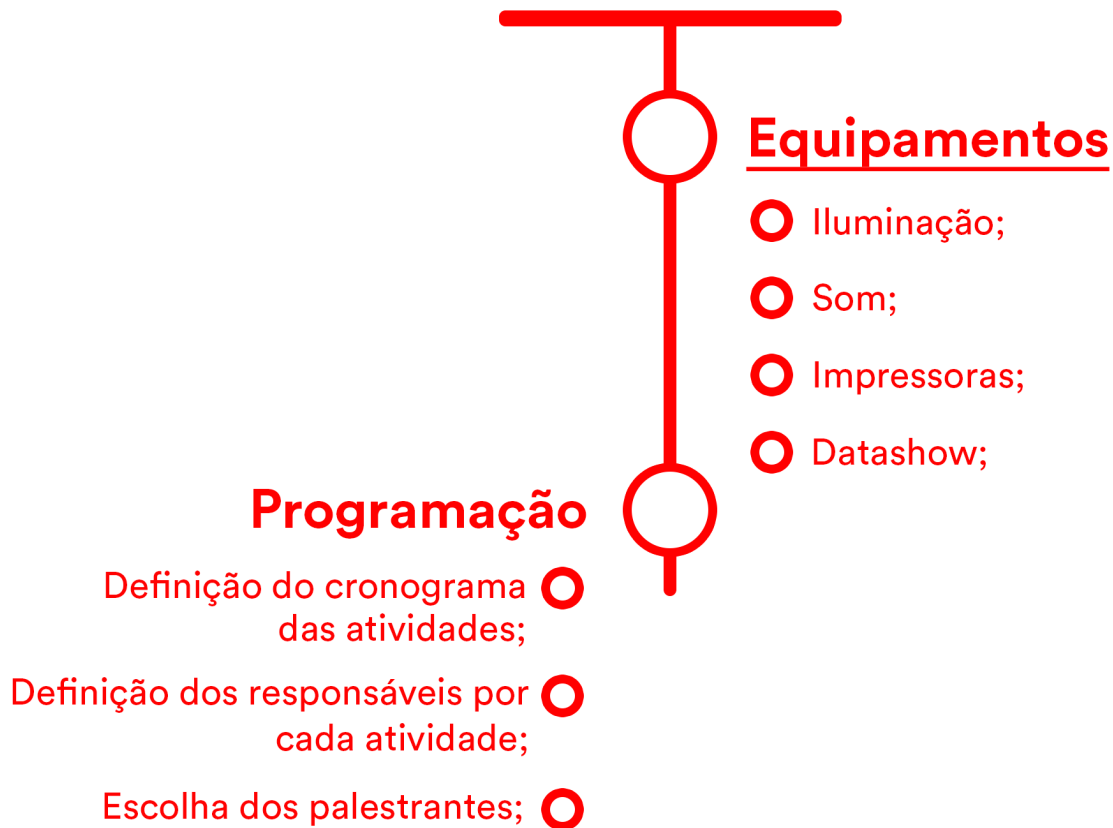 Equipamentos
Iluminação;
Som;
Impressoras;
Datashow;
Programação
Definição do cronograma
das atividades;
Definição dos responsáveis por
cada atividade;
Escolha dos palestrantes;